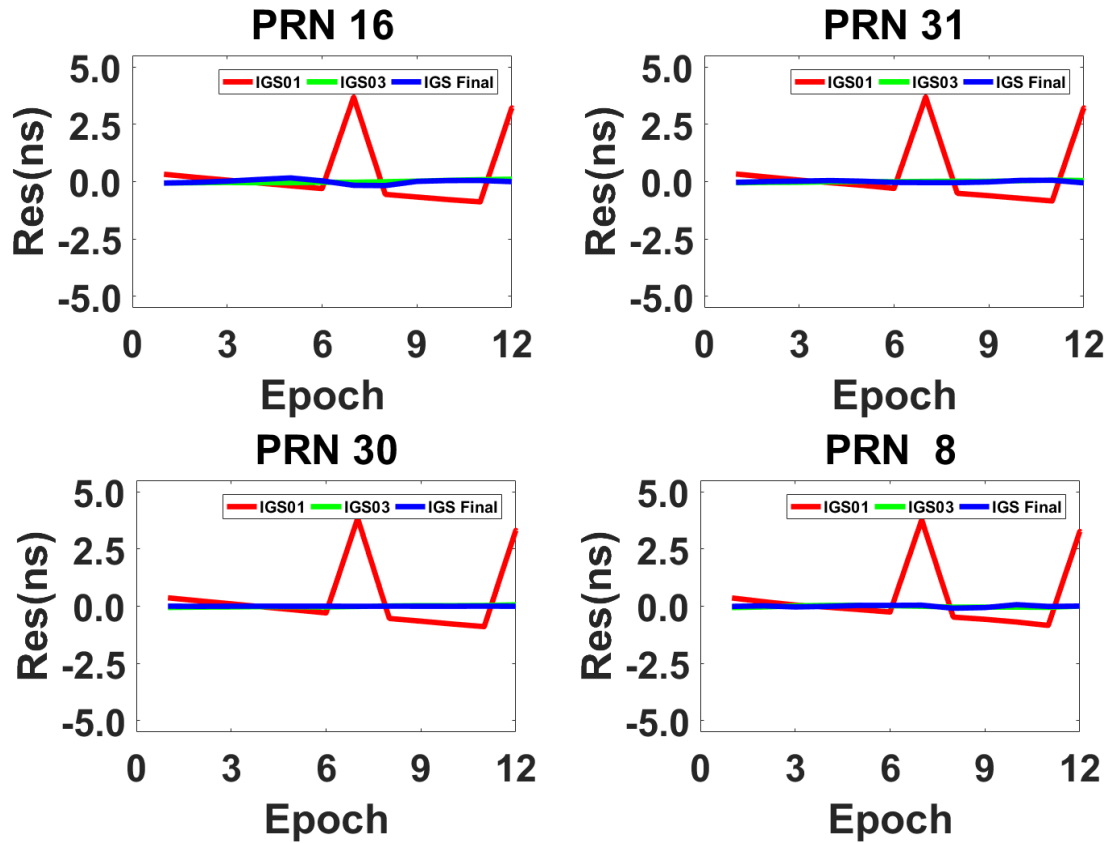 PRN 16
Res(ns)
5.0
2.5
0.0
-2.5
-5.0
IGS01 IGS03 IGS Final
0 3 6 9 12
Epoch
PRN 31
Res(ns)
5.0
2.5
0.0
-2.5
-5.0
IGS01 IGS03 IGS Final
0 3 6 9 12
Epoch
PRN 30
Res(ns)
5.0
2.5
0.0
-2.5
-5.0
IGS01 IGS03 IGS Final
0 3 6 9 12
Epoch
PRN  8
Res(ns)
5.0
2.5
0.0
-2.5
-5.0
IGS01 IGS03 IGS Final
0 3 6 9 12
Epoch